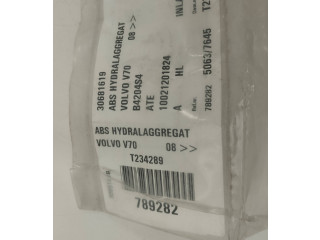 30681619
ABS HYDRALAGGREGAT
VOLVO V70 08 >>
B4204S4
ATE
10021201824
A HL
INLA
5063/7645
789282
ABS HYDRALAGGREGAT
VOLVO V70 08 >>
T234289
789282